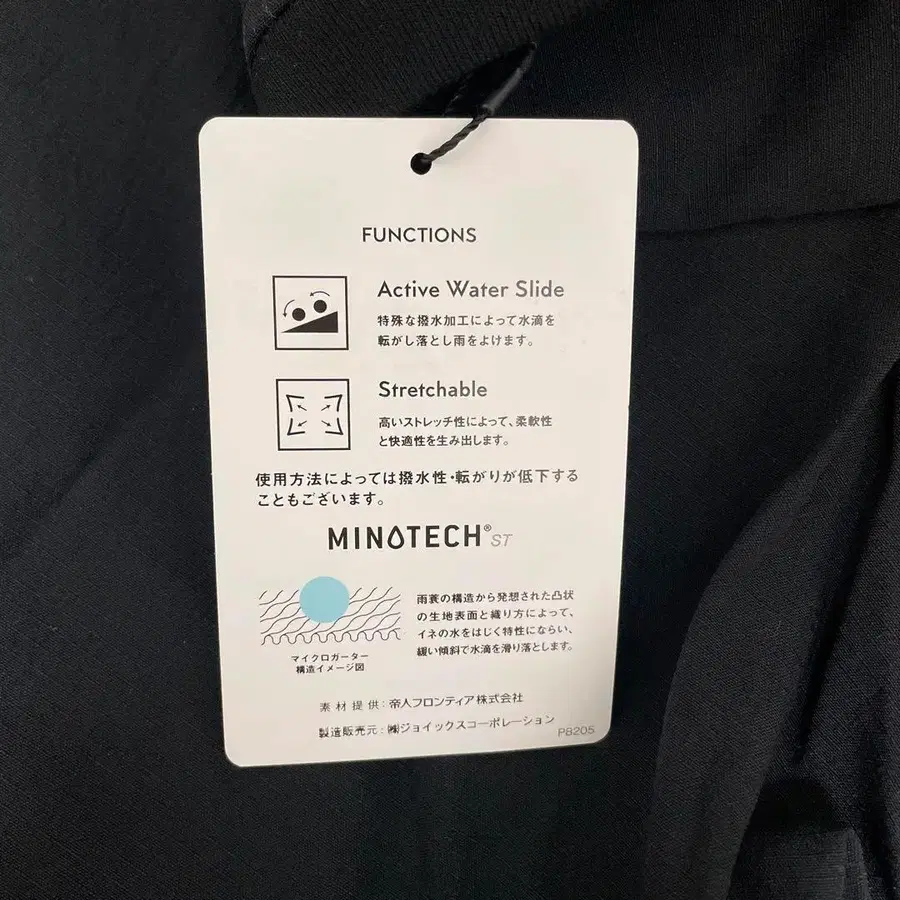 FUNCTIONS
Active Water Slide
特殊な撥水加工によって水滴を
転がし落とし雨をよけます。
Stretchable
高いストレッチ性によって、柔軟性
と快適性を生み出します。
使用方法によっては撥水性・転がりが低下する
こともございます。
MINOTECH® ST
雨蓑の構造から発想された凸状
の生地表面と織り方によって、
イネの水をはじく特性にならい、
緩い傾斜で水滴を滑り落とします。
マイクロガーター
構造イメージ図
素材提供:帝人フロンティア株式会社
製造販売元:㈱ジョイックスコーポレーション
P8205